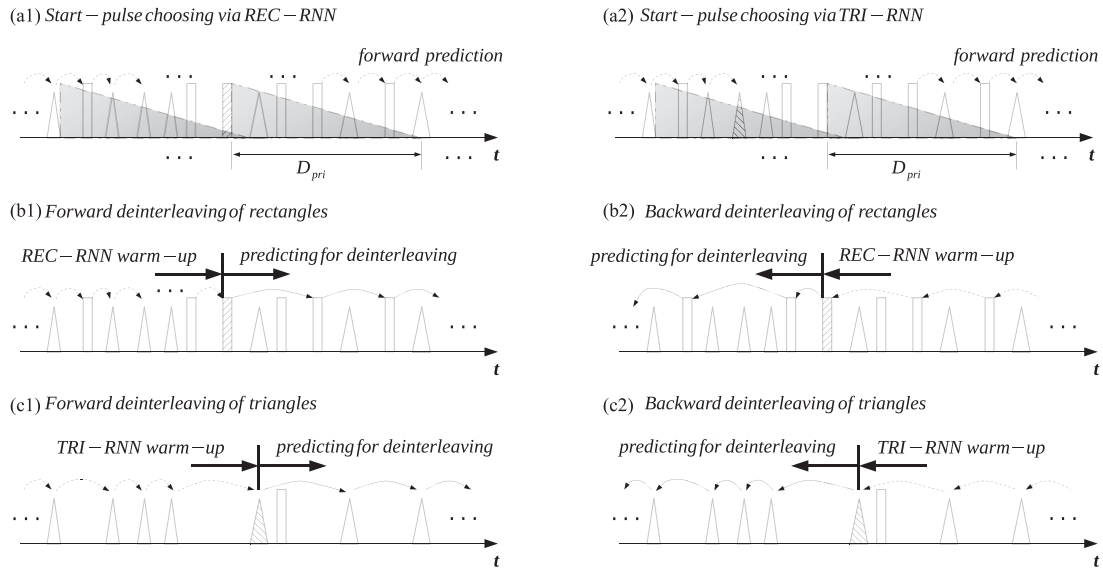 (a1) Start – pulse choosing via REC – RNN
(a2) Start – pulse choosing via TRI – RNN
forward prediction
forward prediction
. . .
. . .
. . .
. . .
. . .
. . .
. . .
. . .
. . .
. . .
. . .
t
t
D pri
D pri
(b1) Forward deinterleaving of rectangles
(b2) Backward deinterleaving of rectangles
REC – RNN warm – up
predicting for deinterleaving
predicting for deinterleaving
REC – RNN warm – up
. . .
. . .
. . .
. . .
. . .
t
t
(c1) Forward deinterleaving of triangles
(c2) Backward deinterleaving of triangles
TRI – RNN warm – up
predicting for deinterleaving
predicting for deinterleaving
TRI – RNN warm – up
. . .
. . .
. . .
. . .
t
t